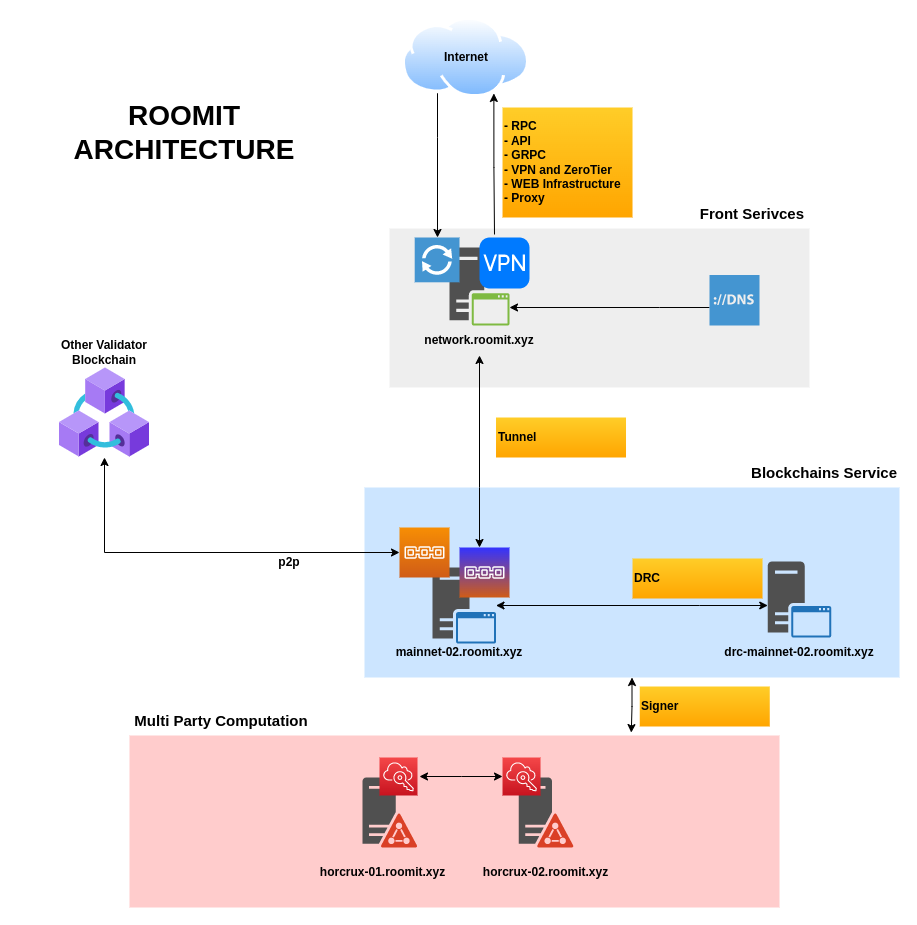 Internet
ROOMIT
ARCHITECTURE
- RPC
- API
- GRPC
- VPN and ZeroTier
- WEB Infrastructure
- Proxy
Front Serivces
VPN
://DNS
network.roomit.xyz
Other Validator
Blockchain
Tunnel
Blockchains Service
p2p
DRC
mainnet-02.roomit.xyz
drc-mainnet-02.roomit.xyz
Signer
Multi Party Computation
horcrux-01.roomit.xyz
horcrux-02.roomit.xyz